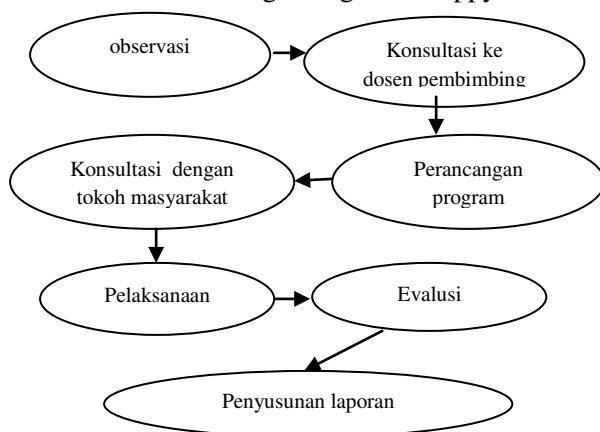 observasi
Konsultasi ke
dosen pembimbing
Perancangan
program
Konsultasi dengan
tokoh masyarakat
Pelaksanaan
Evalusi
Penyusunan laporan